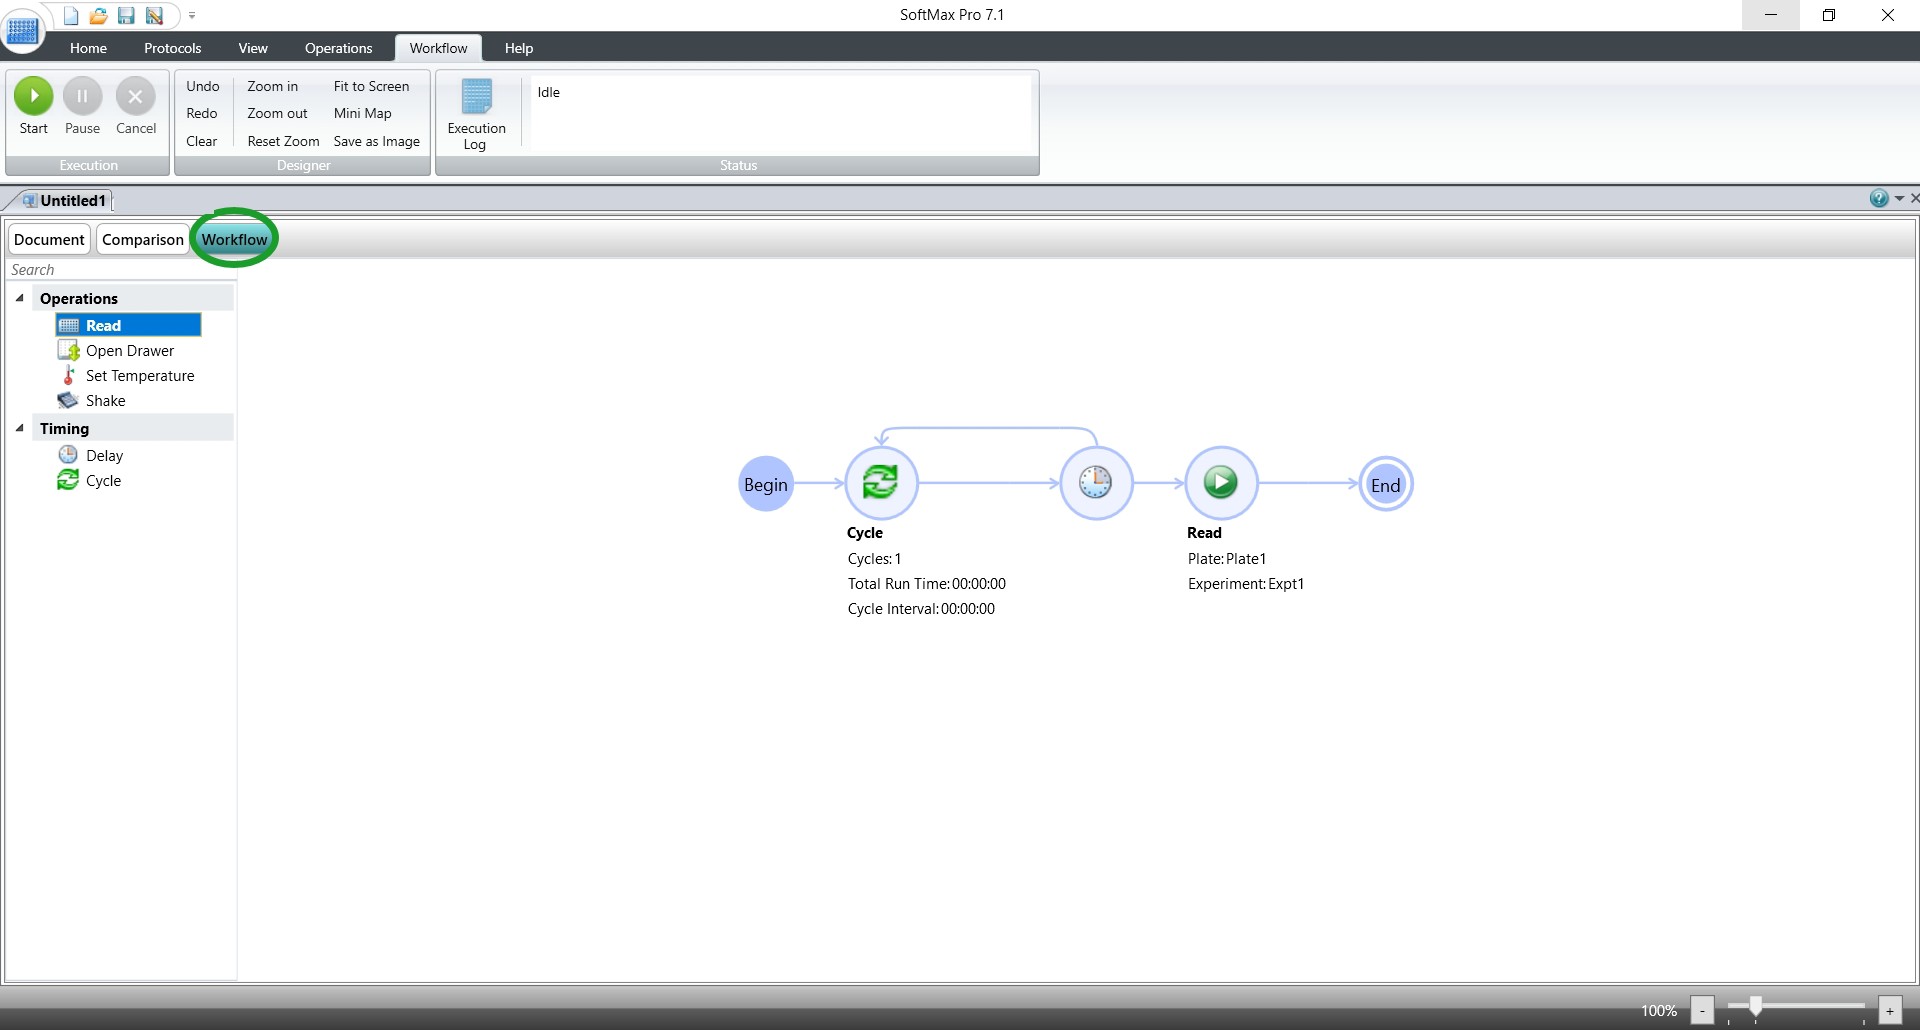 SoftMax Pro 7.1
Home Protocols View Operations Workflow Help
Undo Zoom in Fit to Screen
Redo Zoom out Mini Map
Clear Reset Zoom Save as Image
Start Pause Cancel
Execution Log
Idle
Execution Designer Status
Untitled1
Document Comparison Workflow
Search
Operations
Read
Open Drawer
Set Temperature
Shake
Timing
Delay
Cycle
Begin
End
Cycle
Cycles: 1
Total Run Time: 00:00:00
Cycle Interval: 00:00:00
Read
Plate: Plate1
Experiment: Expt1
100% - +